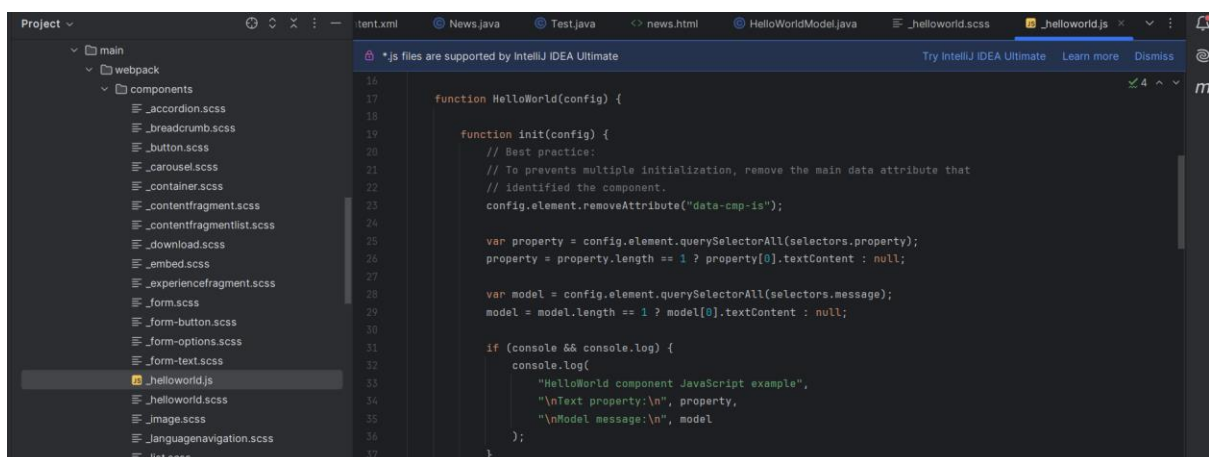 Project
tent.xml
News.java
Test.java
<> news.html
HelloWorldModel.java
_helloworld.scss
JS _helloworld.js
main
webpack
components
_accordion.scss
_breadcrumb.scss
_button.scss
_carousel.scss
_container.scss
_contentfragment.scss
_contentfragmentlist.scss
_download.scss
_embed.scss
_experiencefragment.scss
_form.scss
_form-button.scss
_form-options.scss
_form-text.scss
JS _helloworld.js
_helloworld.scss
_image.scss
_languagenavigation.scss
_list.scss
*.js files are supported by IntelliJ IDEA Ultimate
Try IntelliJ IDEA Ultimate Learn more Dismiss
4
m
16
17 function HelloWorld(config) {
18
19 function init(config) {
20 // Best practice:
21 // To prevents multiple initialization, remove the main data attribute that
22 // identified the component.
23 config.element.removeAttribute("data-cmp-is");
24
25 var property = config.element.querySelectorAll(selectors.property);
26 property = property.length == 1 ? property[0].textContent : null;
27
28 var model = config.element.querySelectorAll(selectors.message);
29 model = model.length == 1 ? model[0].textContent : null;
30
31 if (console && console.log) {
32 console.log(
33 "HelloWorld component JavaScript example",
34 "\nText property:\n", property,
35 "\nModel message:\n", model
36 );
37 }